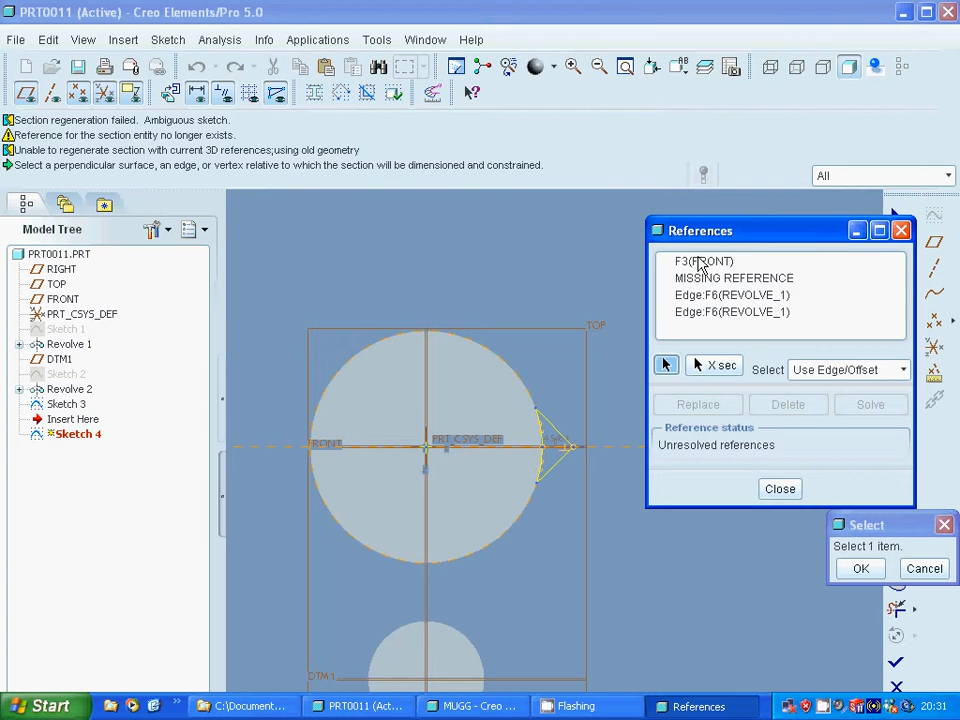 PRT0011 (Active) - Creo Elements/Pro 5.0
File Edit View Insert Sketch Analysis Info Applications Tools Window Help
Section regeneration failed. Ambiguous sketch.
Reference for the section entity no longer exists.
Unable to regenerate section with current 3D references;using old geometry
Select a perpendicular surface, an edge, or vertex relative to which the section will be dimensioned and constrained.
All
Model Tree
PRT0011.PRT
RIGHT
TOP
FRONT
PRT_CSYS_DEF
Sketch 1
Revolve 1
DTM1
Sketch 2
Revolve 2
Sketch 3
Insert Here
Sketch 4
TOP
FRONT
PRT_CSYS_DEF
DTM1
References
F3(FRONT)
MISSING REFERENCE
Edge:F6(REVOLVE_1)
Edge:F6(REVOLVE_1)
X sec
Select
Use Edge/Offset
Replace
Delete
Solve
Reference status
Unresolved references
Close
Select
Select 1 item.
OK
Cancel
Start
C:\Document...
PRT0011 (Act...
MUGG - Creo ...
Flashing
References
20:31